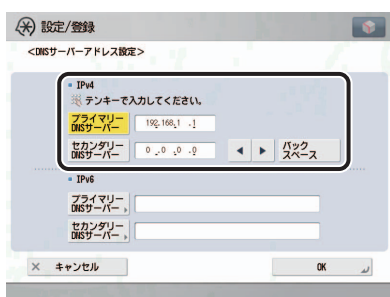 設定/登録
<DNSサーバーアドレス設定>
IPv4
テンキーで入力してください。
プライマリー
DNSサーバー
192.168.1 .1
セカンダリー
DNSサーバー
0 .0 .0 .0
◀ ▶
バック
スペース
IPv6
プライマリー
DNSサーバー
セカンダリー
DNSサーバー
× キャンセル
OK